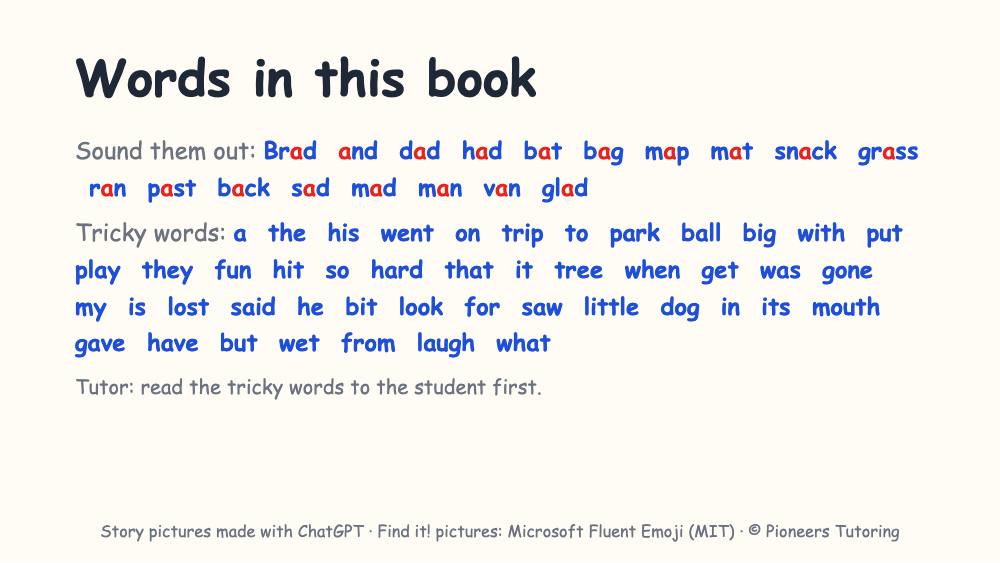 Words in this book
Sound them out: Brad and dad had bat bag map mat snack grass
ran past back sad mad man van glad
Tricky words: a the his went on trip to park ball big with put
play they fun hit so hard that it tree when get was gone
my is lost said he bit look for saw little dog in its mouth
gave have but wet from laugh what
Tutor: read the tricky words to the student first.
Story pictures made with ChatGPT · Find it! pictures: Microsoft Fluent Emoji (MIT) · © Pioneers Tutoring